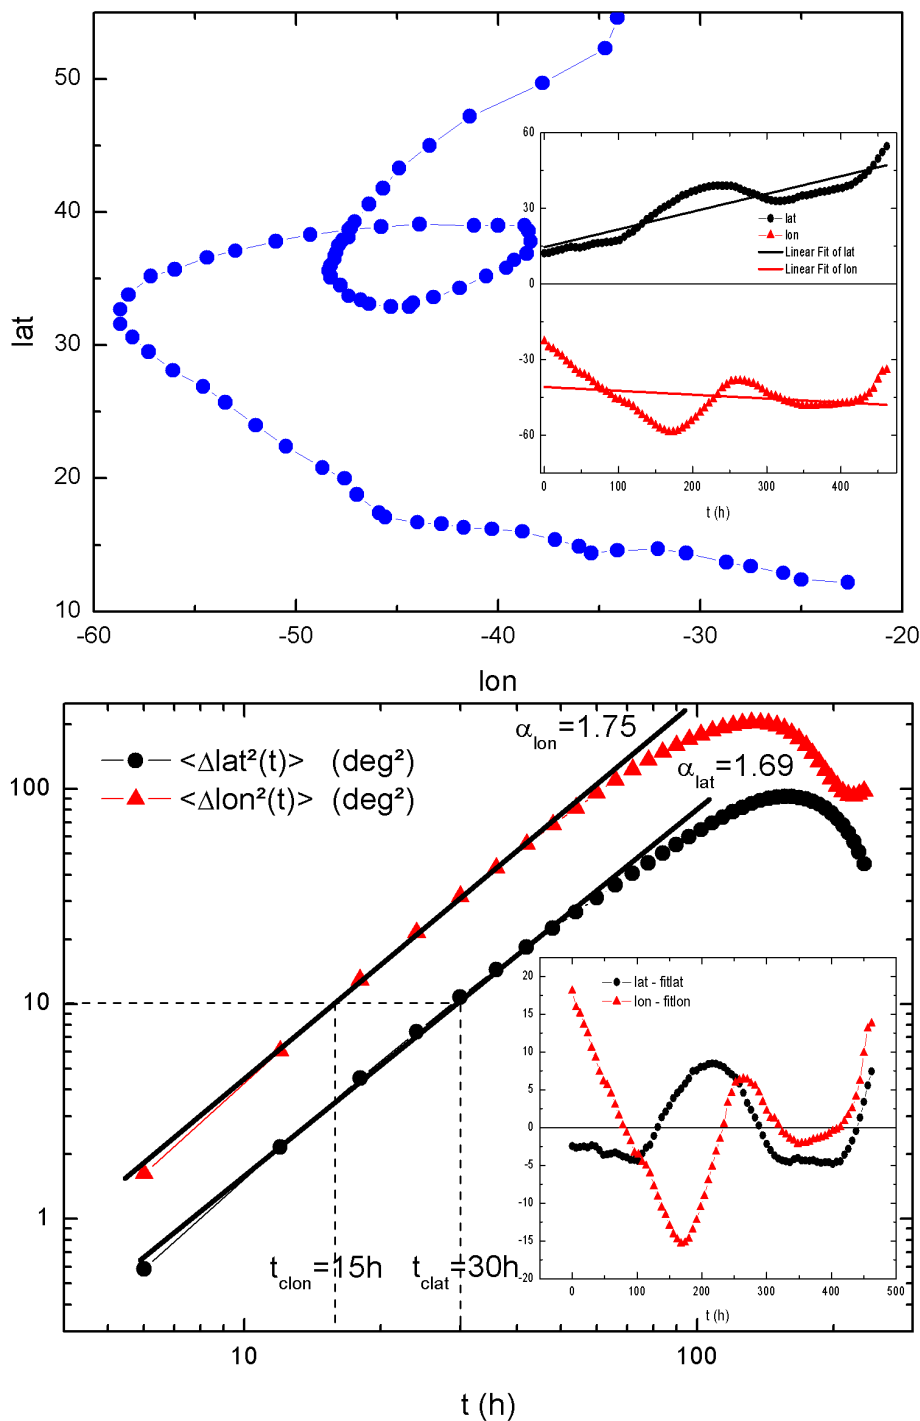 50
40
30
20
10
lat
-60
-50
-40
-30
-20
lon
60
30
0
-30
-60
lat
lon
Linear Fit of lat
Linear Fit of lon
0
100
200
300
400
t (h)
α_lon=1.75
<Δlat²(t)> (deg²)
<Δlon²(t)> (deg²)
α_lat=1.69
100
10
1
t_clon=15h
t_clat=30h
10
100
t (h)
20
15
10
5
0
-5
-10
-15
-20
lat - fitlat
lon - fitlon
0
100
200
300
400
500
t (h)